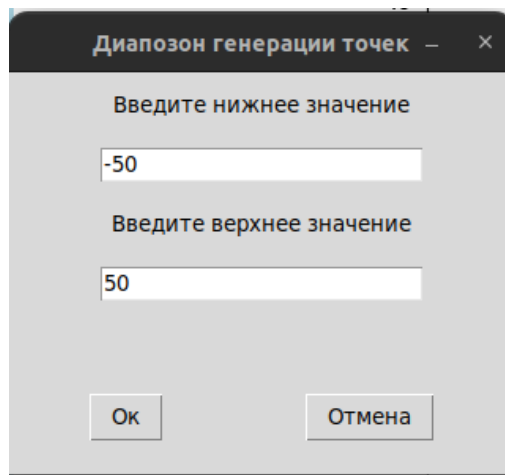 Диапозон генерации точек
Введите нижнее значение
-50
Введите верхнее значение
50
Ок
Отмена